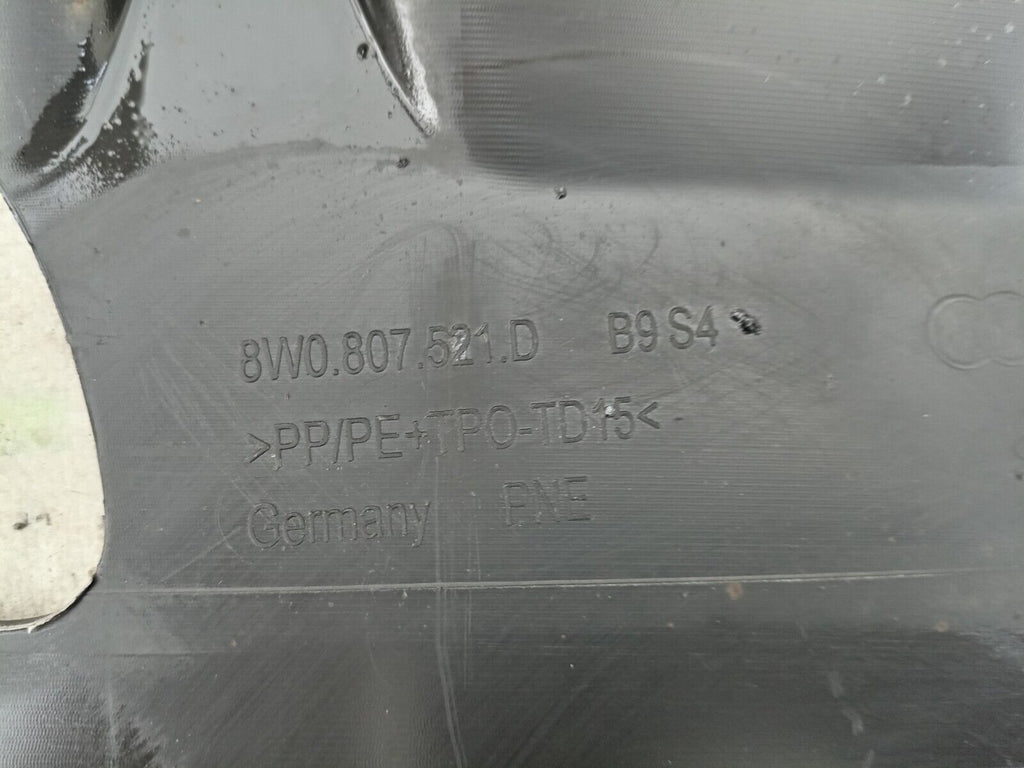 8W0.807.521.D B9 S4
>PP/PE+TPO-TD15<
Germany PNE